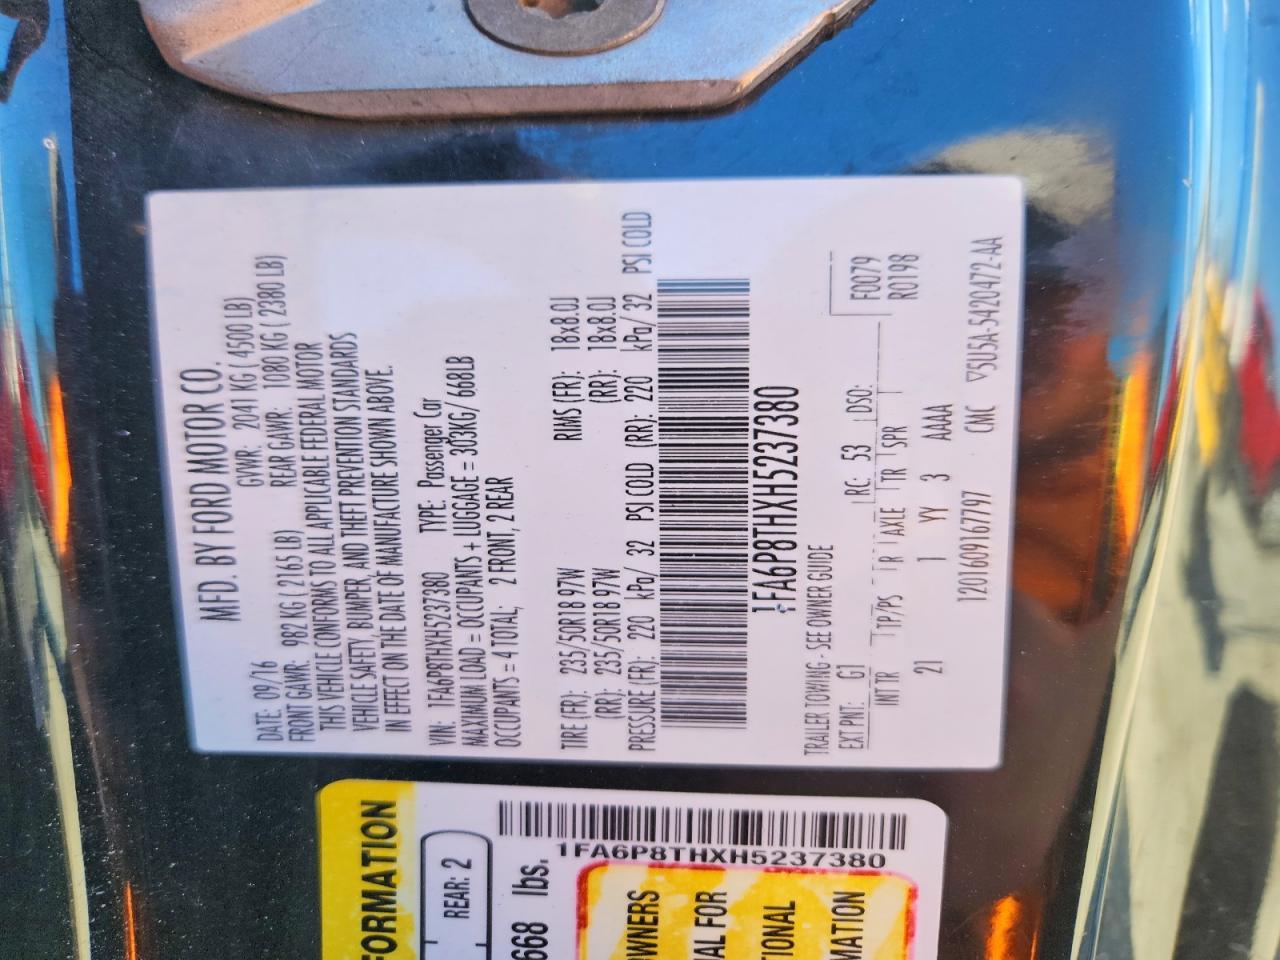 MFD. BY FORD MOTOR CO.
DATE: 09/16 GWVR: 2041 KG ( 4500 LB)
FRONT GAWR: 982 KG ( 2165 LB) REAR GAWR: 1080 KG ( 2380 LB)
THIS VEHICLE CONFORMS TO ALL APPLICABLE FEDERAL MOTOR
VEHICLE SAFETY, BUMPER, AND THEFT PREVENTION STANDARDS
IN EFFECT ON THE DATE OF MANUFACTURE SHOWN ABOVE.
VIN: 1FA6P8THXH5237380 TYPE: Passenger Car
MAXIMUM LOAD = OCCUPANTS + LUGGAGE = 303KG/ 668LB
OCCUPANTS = 4 TOTAL; 2 FRONT, 2 REAR
TIRE (FR): 235/50R18 97W RIMS (FR): 18x8.0J
(RR): 235/50R18 97W (RR): 18x8.0J
PRESSURE (FR): 220 kPa/ 32 PSI COLD (RR): 220 kPa/ 32 PSI COLD
1FA6P8THXH5237380
TRAILER TOWING - SEE OWNER GUIDE
EXT PNT: G1 RC: 53 DSO: F0079
INT TR TP/PS R AXLE TR SPR R0198
21 1 YY 3 AAAA
1201609167797 CNC ▽5U5A-5420472-AA
FORMATION
REAR: 2
668 lbs.
1FA6P8THXH5237380
OWNERS
AL FOR
TIONAL
MATION